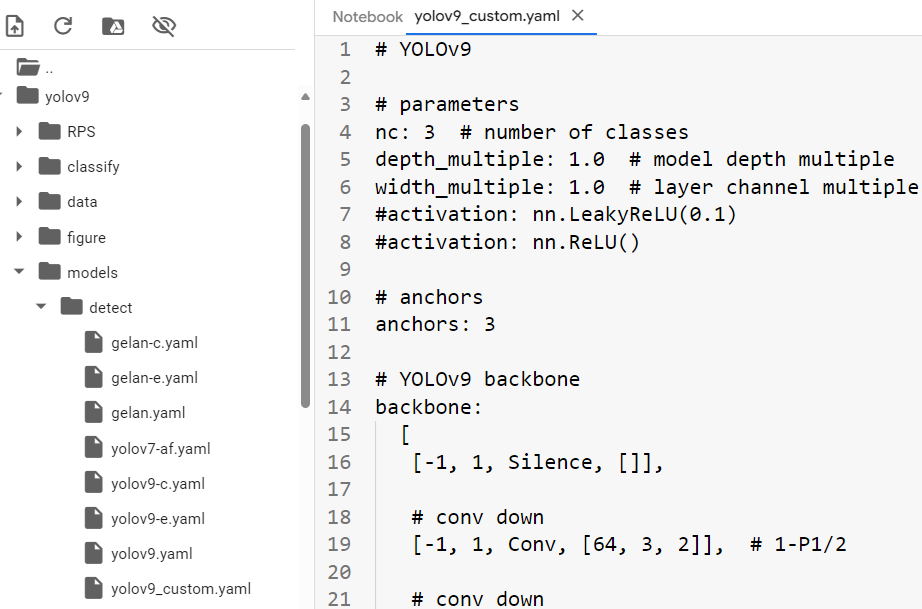 ..
yolov9
RPS
classify
data
figure
models
detect
gelan-c.yaml
gelan-e.yaml
gelan.yaml
yolov7-af.yaml
yolov9-c.yaml
yolov9-e.yaml
yolov9.yaml
yolov9_custom.yaml
Notebook yolov9_custom.yaml ✕
1 # YOLOv9
2
3 # parameters
4 nc: 3  # number of classes
5 depth_multiple: 1.0  # model depth multiple
6 width_multiple: 1.0  # layer channel multiple
7 #activation: nn.LeakyReLU(0.1)
8 #activation: nn.ReLU()
9
10 # anchors
11 anchors: 3
12
13 # YOLOv9 backbone
14 backbone:
15   [
16    [-1, 1, Silence, []],
17
18    # conv down
19    [-1, 1, Conv, [64, 3, 2]],  # 1-P1/2
20
21    # conv down